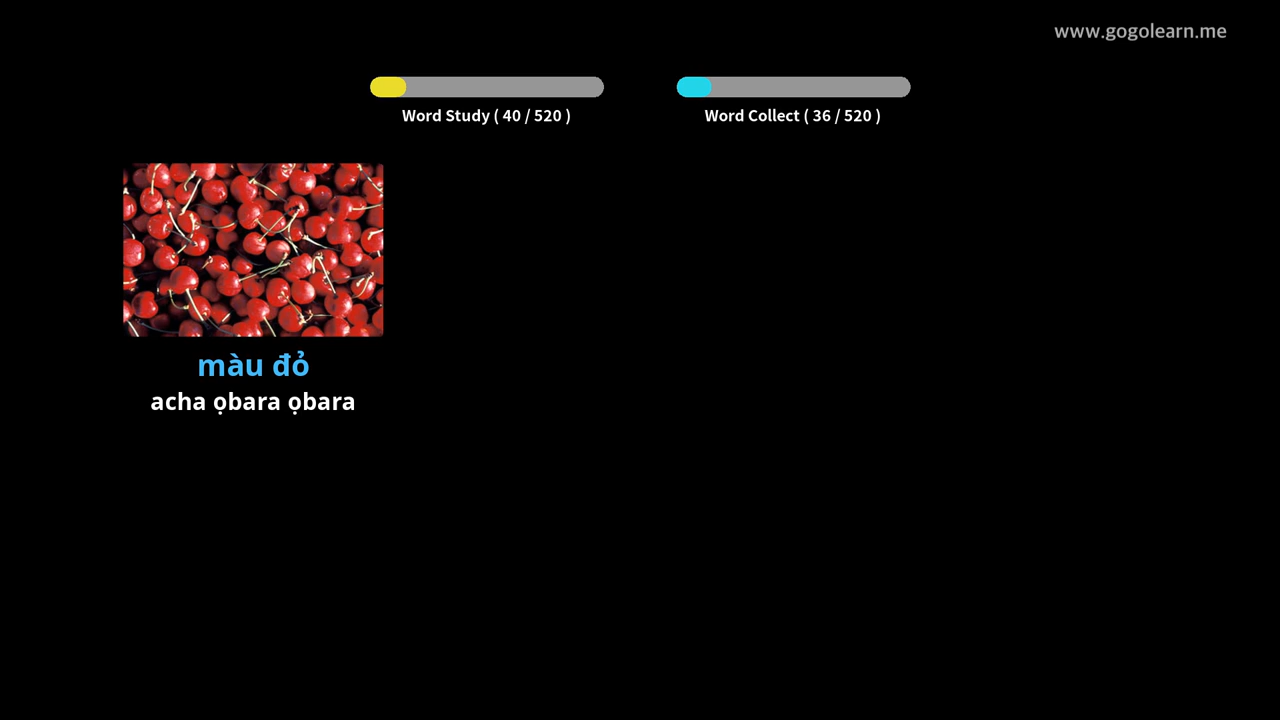 www.gogolearn.me
Word Study ( 40 / 520 )
Word Collect ( 36 / 520 )
màu đỏ
acha ọbara ọbara